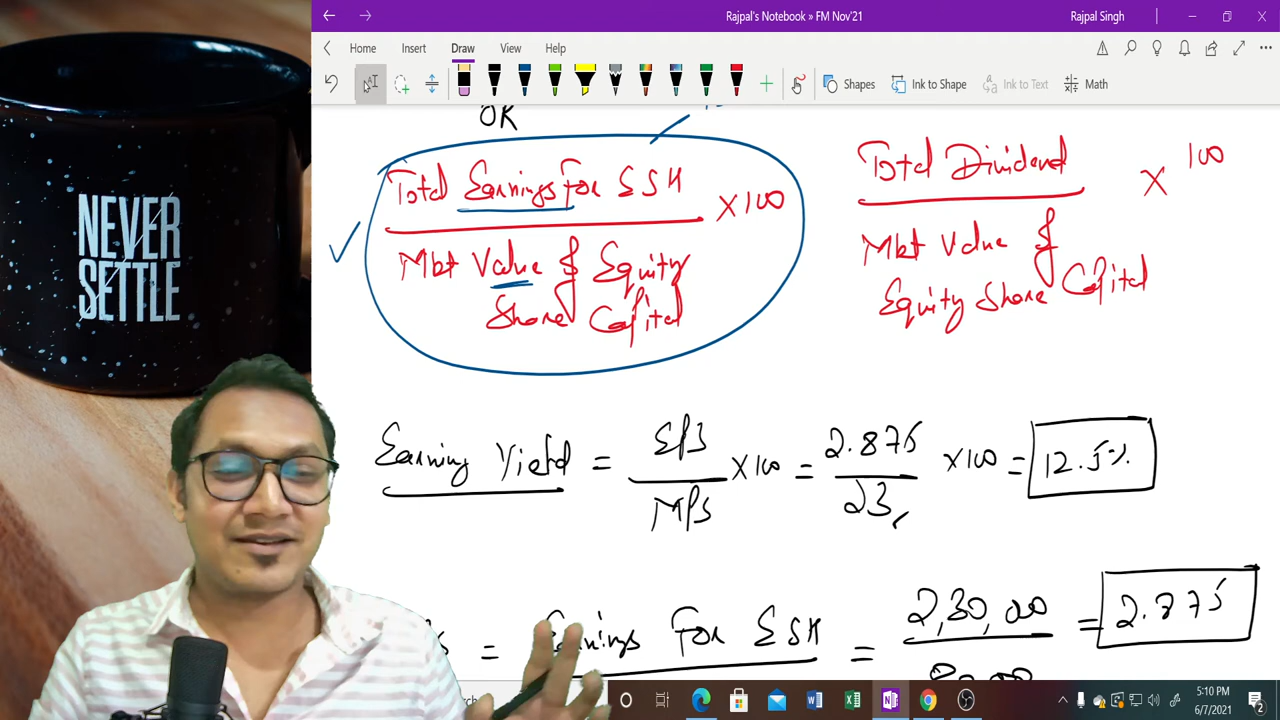 Rajpal's Notebook » FM Nov'21
Rajpal Singh
Home Insert Draw View Help
Shapes Ink to Shape Ink to Text Math
OK
Total Earnings For ESH × 100
Mkt Value of Equity
Share Capital
Total Dividend × 100
Mkt Value of
Equity Share Capital
NEVER
SETTLE
Earning Yield = EPS / MPS × 100 = 2.875 / 23 × 100 = 12.5%
= Earnings For ESH = 2,30,000 = 2.875
5:10 PM
6/7/2021